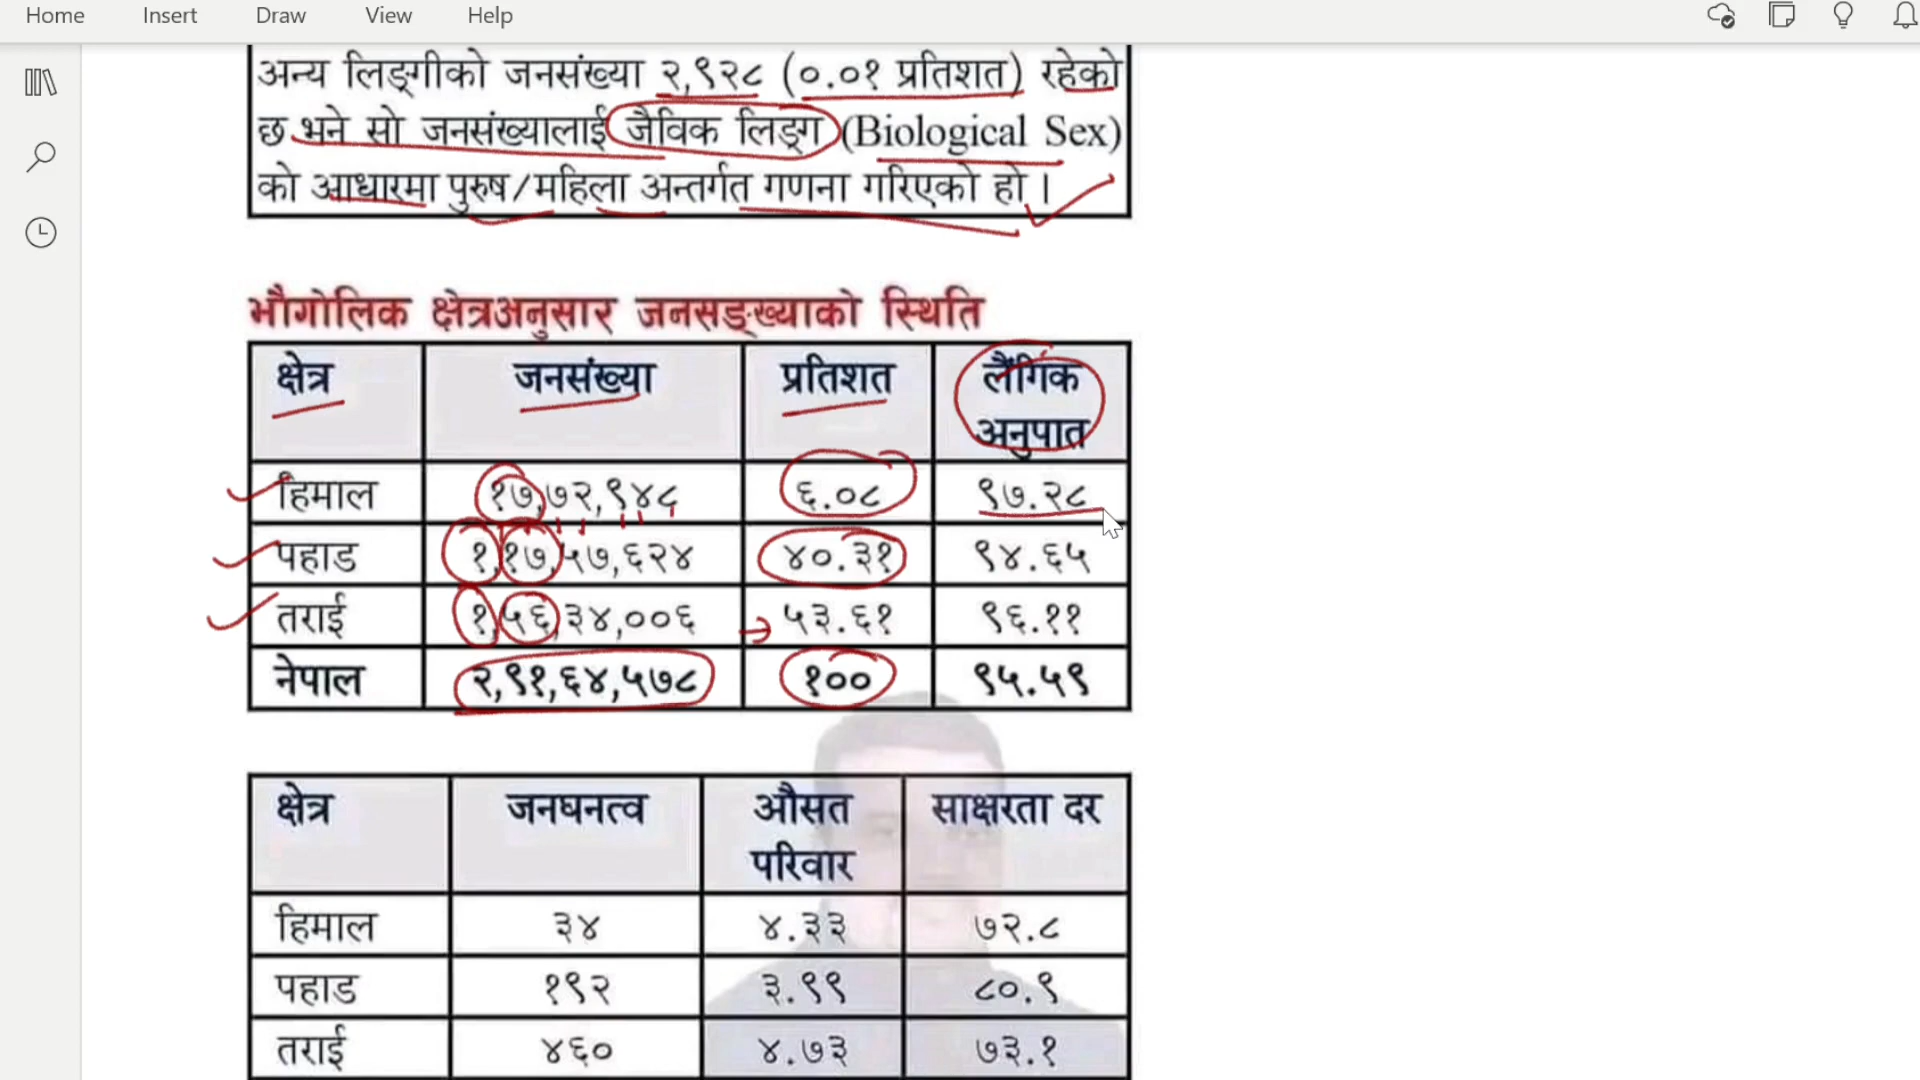 Home Insert Draw View Help
अन्य लिङ्गीको जनसंख्या २,९२८ (०.०१ प्रतिशत) रहेको
छ भने सो जनसंख्यालाई जैविक लिङ्ग (Biological Sex)
को आधारमा पुरुष/महिला अन्तर्गत गणना गरिएको हो ।
भौगोलिक क्षेत्रअनुसार जनसङ्ख्याको स्थिति
क्षेत्र जनसंख्या प्रतिशत लैंगिक
अनुपात
हिमाल १७,७२,९४८ ६.०८ ९७.२८
पहाड १,१७,५७,६२४ ४०.३१ ९४.६५
तराई १,५६,३४,००६ ५३.६१ ९६.११
नेपाल २,९१,६४,५७८ १०० ९५.५९
क्षेत्र जनघनत्व औसत साक्षरता दर
परिवार
हिमाल ३४ ४.३३ ७२.८
पहाड १९२ ३.९९ ८०.९
तराई ४६० ४.७३ ७३.१